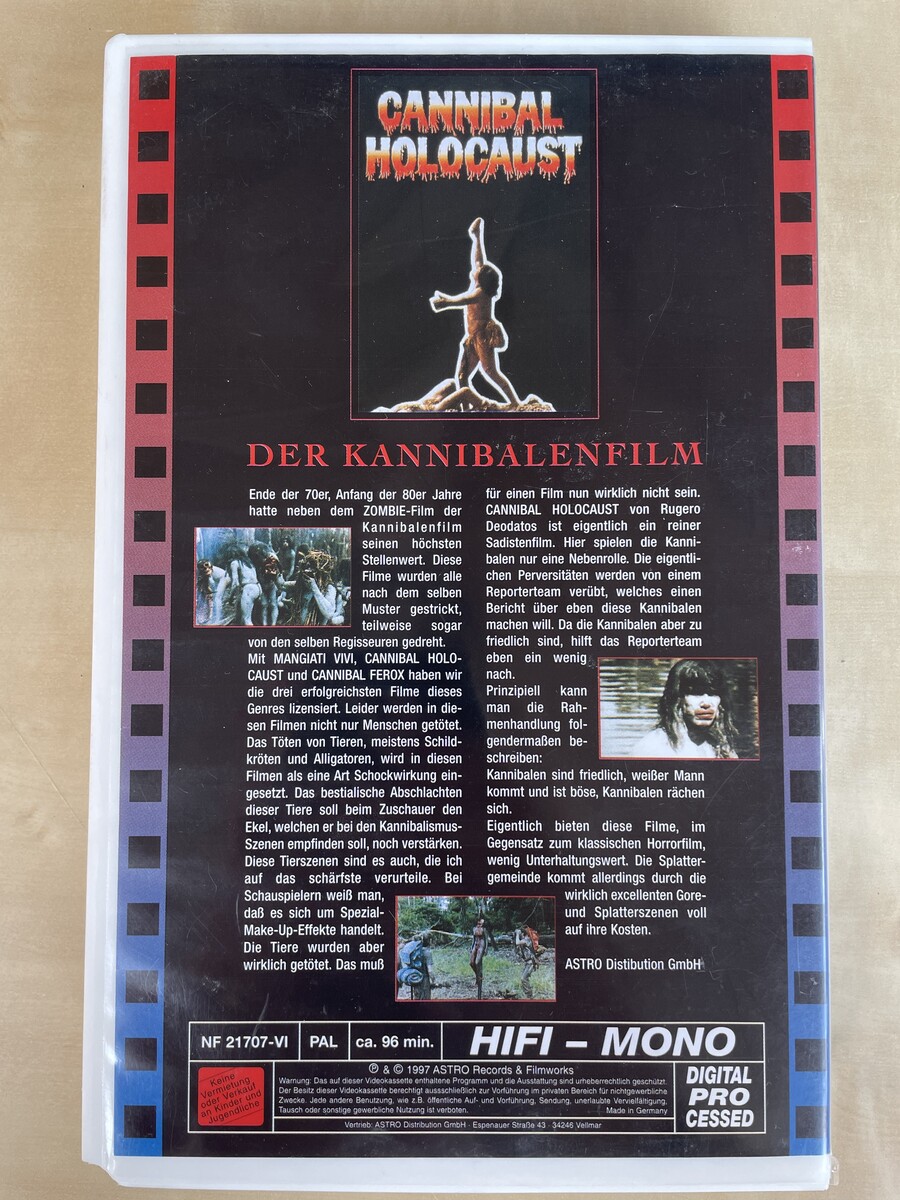 CANNIBAL
HOLOCAUST
DER KANNIBALENFILM
Ende der 70er, Anfang der 80er Jahre
hatte neben dem ZOMBIE-Film der
Kannibalenfilm
seinen höchsten
Stellenwert. Diese
Filme wurden alle
nach dem selben
Muster gestrickt,
teilweise sogar
von den selben Regisseuren gedreht.
Mit MANGIATI VIVI, CANNIBAL HOLO-
CAUST und CANNIBAL FEROX haben wir
die drei erfolgreichsten Filme dieses
Genres lizensiert. Leider werden in die-
sen Filmen nicht nur Menschen getötet.
Das Töten von Tieren, meistens Schild-
kröten und Alligatoren, wird in diesen
Filmen als eine Art Schockwirkung ein-
gesetzt. Das bestialische Abschlachten
dieser Tiere soll beim Zuschauer den
Ekel, welchen er bei den Kannibalismus-
Szenen empfinden soll, noch verstärken.
Diese Tierszenen sind es auch, die ich
auf das schärfste verurteile. Bei
Schauspielern weiß man,
daß es sich um Spezial-
Make-Up-Effekte handelt.
Die Tiere wurden aber
wirklich getötet. Das muß
für einen Film nun wirklich nicht sein.
CANNIBAL HOLOCAUST von Rugero
Deodatos ist eigentlich ein reiner
Sadistenfilm. Hier spielen die Kanni-
balen nur eine Nebenrolle. Die eigentli-
chen Perversitäten werden von einem
Reporterteam verübt, welches einen
Bericht über eben diese Kannibalen
machen will. Da die Kannibalen aber zu
friedlich sind, hilft das Reporterteam
eben ein wenig
nach.
Prinzipiell kann
man die Rah-
menhandlung fol-
gendermaßen be-
schreiben:
Kannibalen sind friedlich, weißer Mann
kommt und ist böse, Kannibalen rächen
sich.
Eigentlich bieten diese Filme, im
Gegensatz zum klassischen Horrorfilm,
wenig Unterhaltungswert. Die Splatter-
gemeinde kommt allerdings durch die
wirklich excellenten Gore-
und Splatterszenen voll
auf ihre Kosten.
ASTRO Distibution GmbH
NF 21707-VI PAL ca. 96 min. HIFI – MONO
Keine
Vermietung
oder Verkauf
an Kinder und
Jugendliche
℗ & © 1997 ASTRO Records & Filmworks
Warnung: Das auf dieser Videokassette enthaltene Programm und die Ausstattung sind urheberrechtlich geschützt.
Der Besitz dieser Videokassette berechtigt ausschließlich zur Vorführung im privaten Bereich für nichtgewerbliche
Zwecke. Jede andere Benutzung, wie z.B. öffentliche Auf- und Vorführung, Sendung, unerlaubte Vervielfältigung,
Tausch oder sonstige gewerbliche Nutzung ist verboten. Made in Germany
Vertrieb: ASTRO Distribution GmbH · Espenauer Straße 43 · 34246 Vellmar
DIGITAL
PRO
CESSED